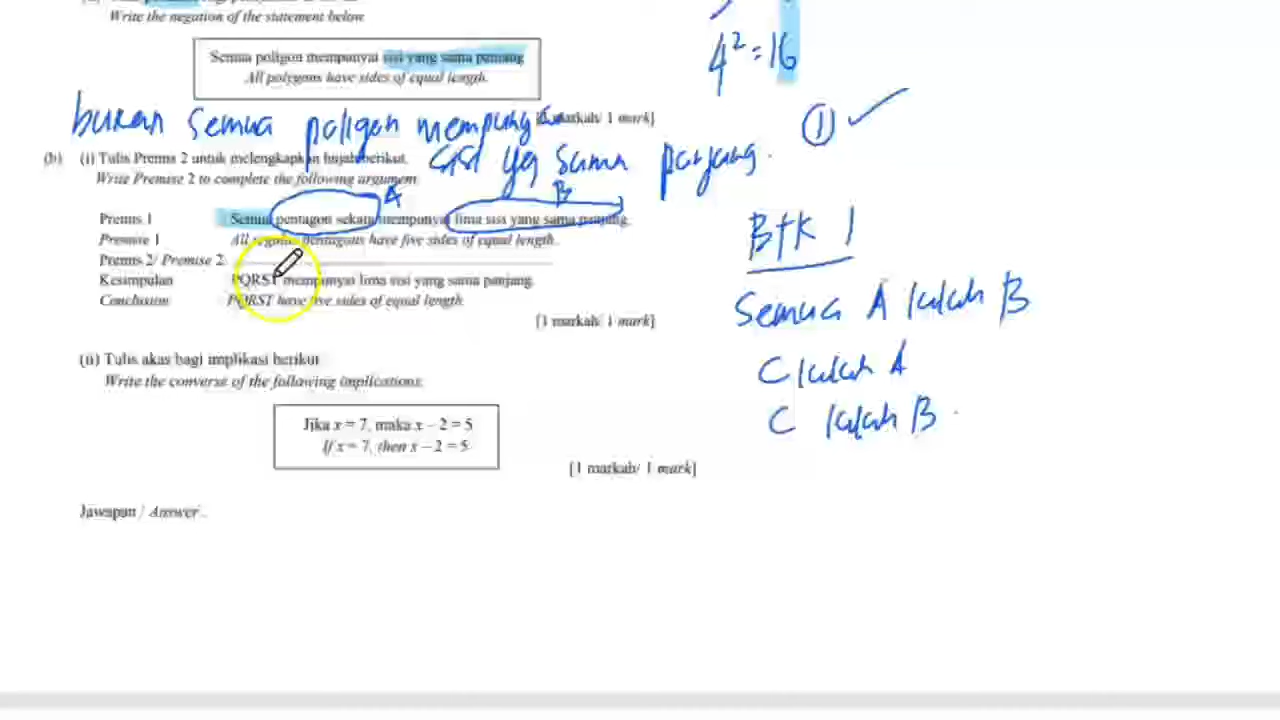 Write the negation of the statement below
4² = 16
Semua poligon mempunyai sisi yang sama panjang
All polygons have sides of equal length.
bukan semua poligon mempunyai
markah/ 1 mark]
1
(b) (i) Tulis Premis 2 untuk melengkapkan hujah berikut.
sisi yg sama panjang.
Write Premise 2 to complete the following argument
A
B
Premis 1 Semua pentagon sekata mempunyai lima sisi yang sama panjang.
Premise 1 All regular pentagons have five sides of equal length.
Premis 2/ Premise 2
Kesimpulan PQRST mempunyai lima sisi yang sama panjang.
Conclusion PQRST have five sides of equal length.
[1 markah/ 1 mark]
Btk 1
Semua A ialah B
C ialah A
C ialah B
(ii) Tulis akas bagi implikasi berikut
Write the converse of the following implications.
Jika x = 7, maka x − 2 = 5
If x = 7, then x − 2 = 5
[1 markah/ 1 mark]
Jawapan / Answer